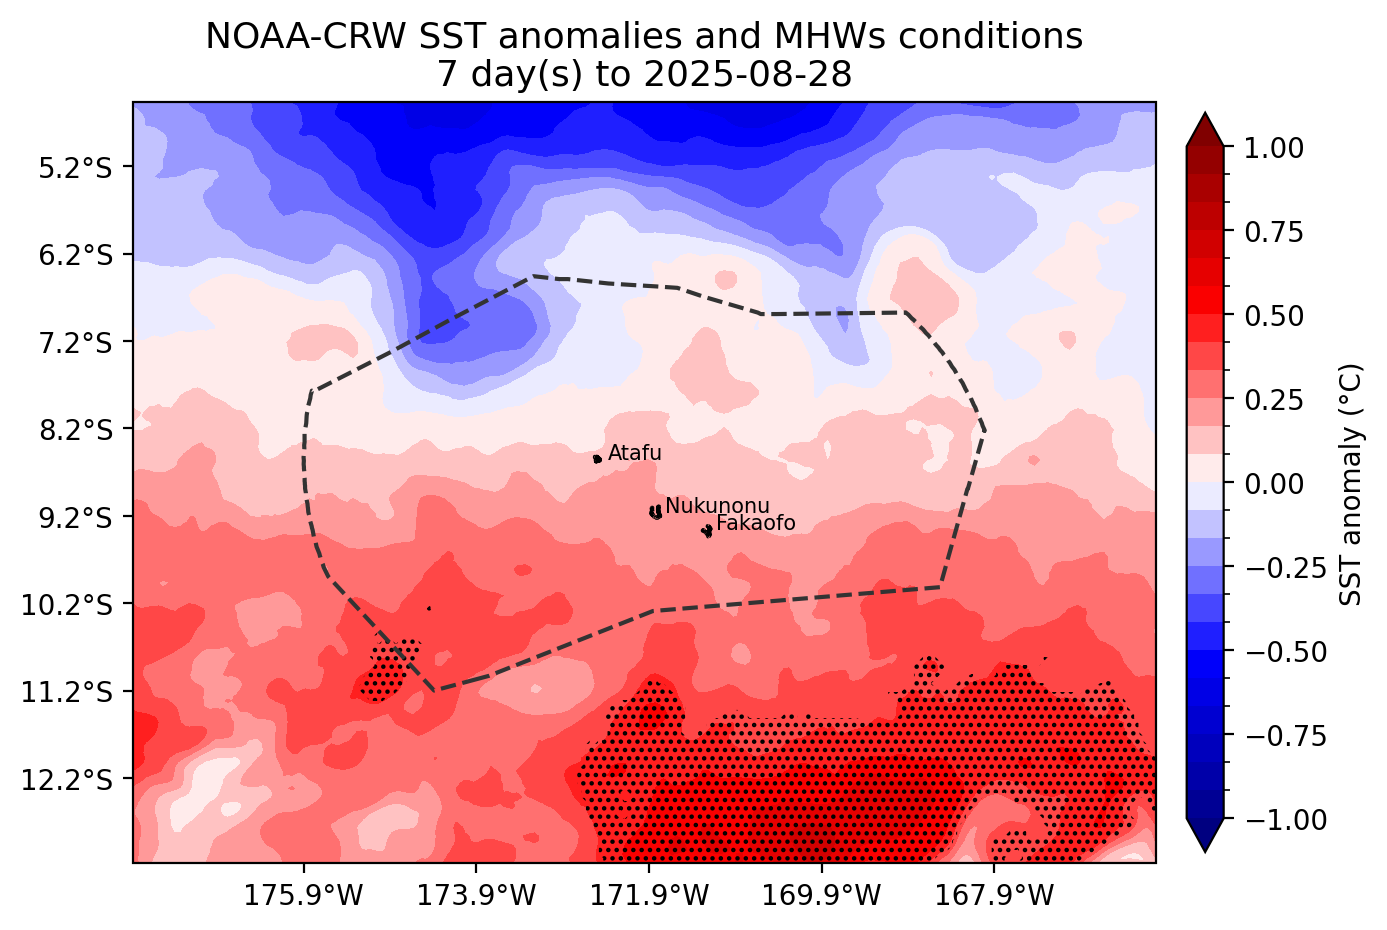 NOAA-CRW SST anomalies and MHWs conditions
7 day(s) to 2025-08-28
5.2°S
6.2°S
7.2°S
8.2°S
9.2°S
10.2°S
11.2°S
12.2°S
Atafu
Nukunonu
Fakaofo
175.9°W
173.9°W
171.9°W
169.9°W
167.9°W
1.00
0.75
0.50
0.25
0.00
−0.25
−0.50
−0.75
−1.00
SST anomaly (°C)